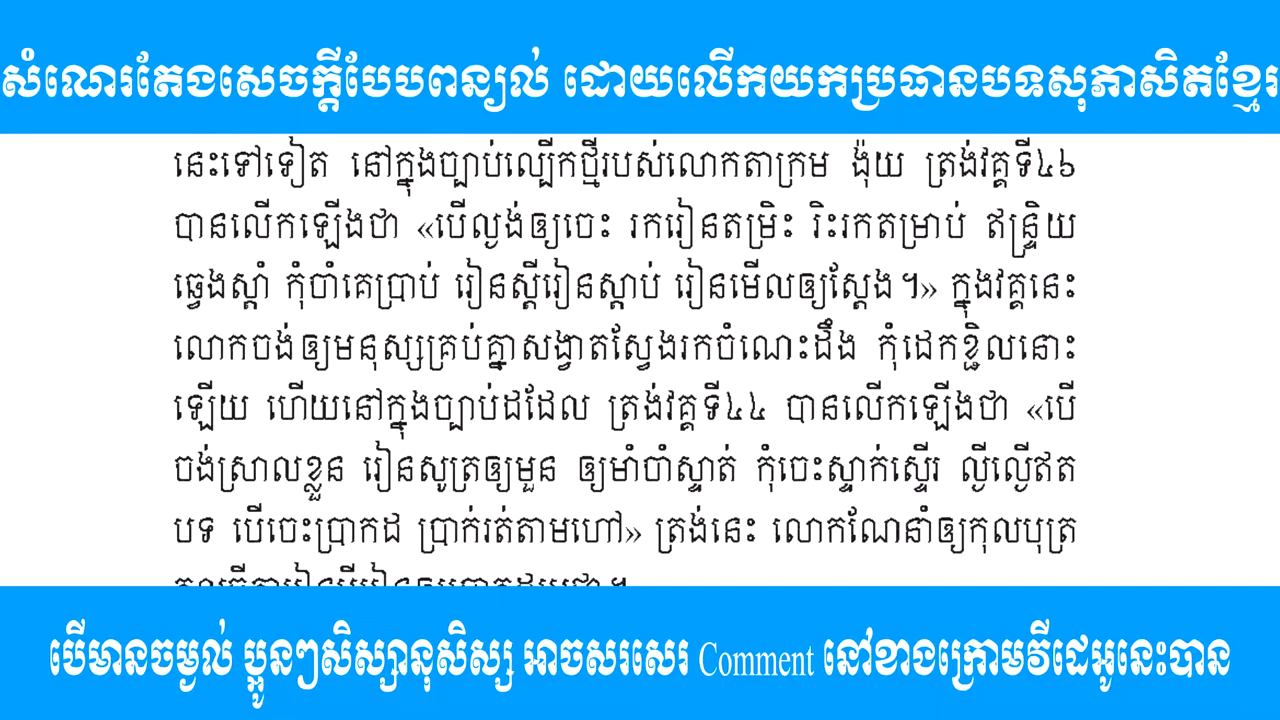 សំណេរតែងសេចក្តីបែបពន្យល់ ដោយលើកយកប្រធានបទសុភាសិតខ្មែរ
នេះទៅទៀត នៅក្នុងច្បាប់ល្បើកថ្មីរបស់លោកតាក្រម ង៉ុយ ត្រង់វគ្គទី៤៦
បានលើកឡើងថា «បើល្ងង់ឲ្យចេះ រករៀនតម្រិះ រិះរកតម្រាប់ ឥន្ទ្រិយ
ឆ្វេងស្តាំ កុំចាំគេប្រាប់ រៀនស្តីរៀនស្តាប់ រៀនមើលឲ្យស្តែង។» ក្នុងវគ្គនេះ
លោកចង់ឲ្យមនុស្សគ្រប់គ្នាសង្វាតស្វែងរកចំណេះដឹង កុំដេកខ្ជិលនោះ
ឡើយ ហើយនៅក្នុងច្បាប់ដដែល ត្រង់វគ្គទី៤៤ បានលើកឡើងថា «បើ
ចង់ស្រាលខ្លួន រៀនសូត្រឲ្យមួន ឲ្យមាំចាំស្ទាត់ កុំចេះស្ទាក់ស្ទើរ ល្ងីល្ងើឥត
បទ បើចេះប្រាកដ ប្រាក់រត់តាមហៅ» ត្រង់នេះ លោកណែនាំឲ្យកុលបុត្រ
បើមានចម្ងល់ ប្អូនៗសិស្សានុសិស្ស អាចសរសេរ Comment នៅខាងក្រោមវីដេអូនេះបាន